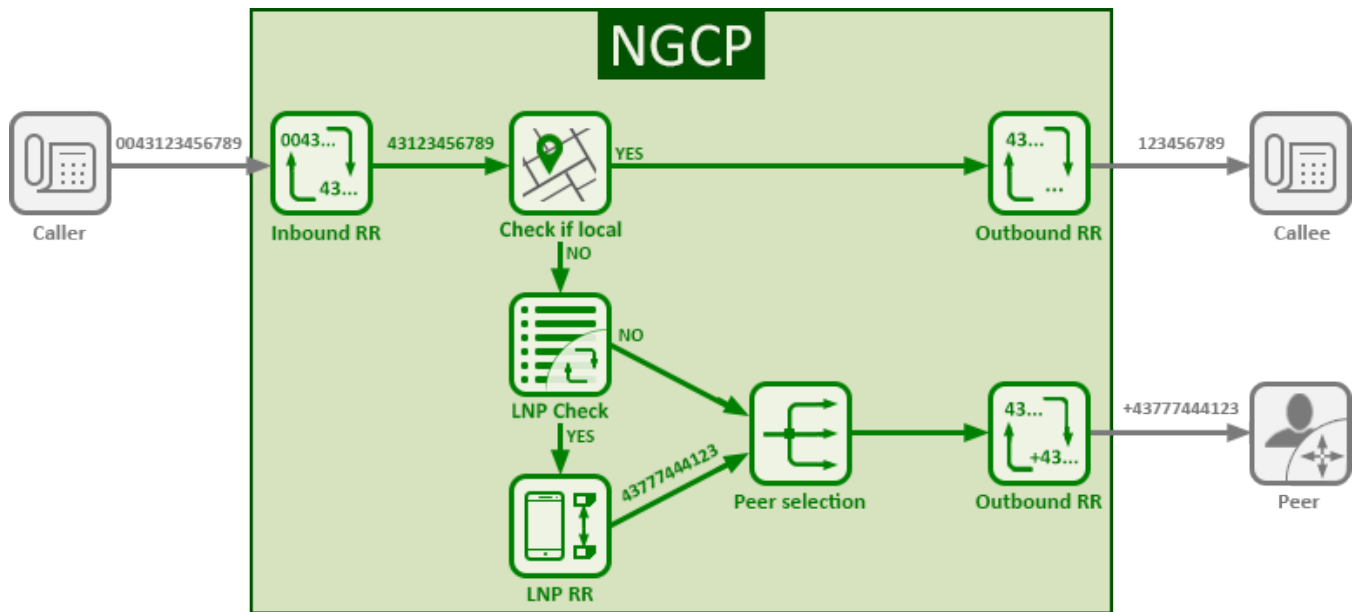 NGCP
0043123456789
0043...
43...
43123456789
YES
43...
...
123456789
Caller
Inbound RR
Check if local
Outbound RR
Callee
NO
NO
LNP Check
YES
43777444123
43...
+43...
+43777444123
Peer selection
Outbound RR
Peer
LNP RR